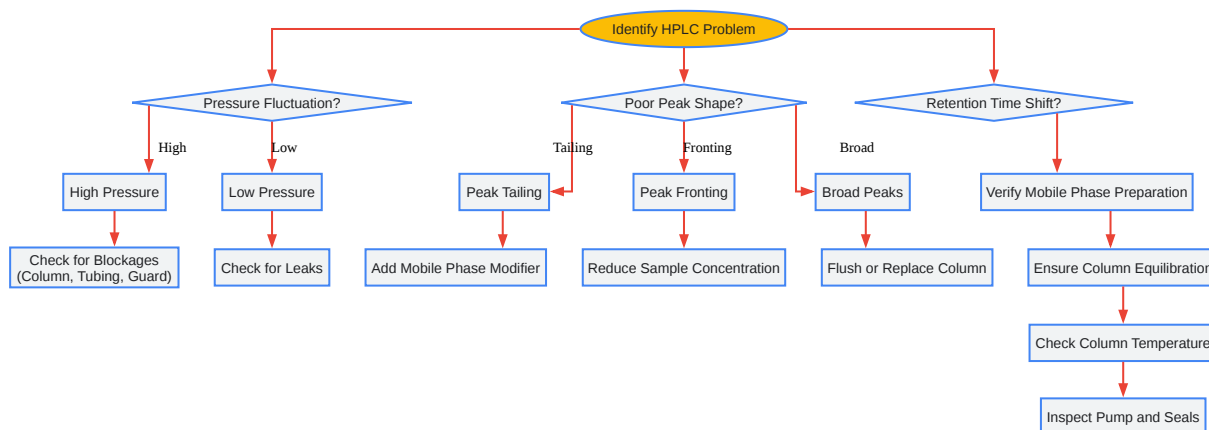 Identify HPLC Problem
Pressure Fluctuation?
Poor Peak Shape?
Retention Time Shift?
High
Low
Tailing
Fronting
Broad
High Pressure
Low Pressure
Peak Tailing
Peak Fronting
Broad Peaks
Verify Mobile Phase Preparation
Check for Blockages
(Column, Tubing, Guard)
Check for Leaks
Add Mobile Phase Modifier
Reduce Sample Concentration
Flush or Replace Column
Ensure Column Equilibration
Check Column Temperature
Inspect Pump and Seals